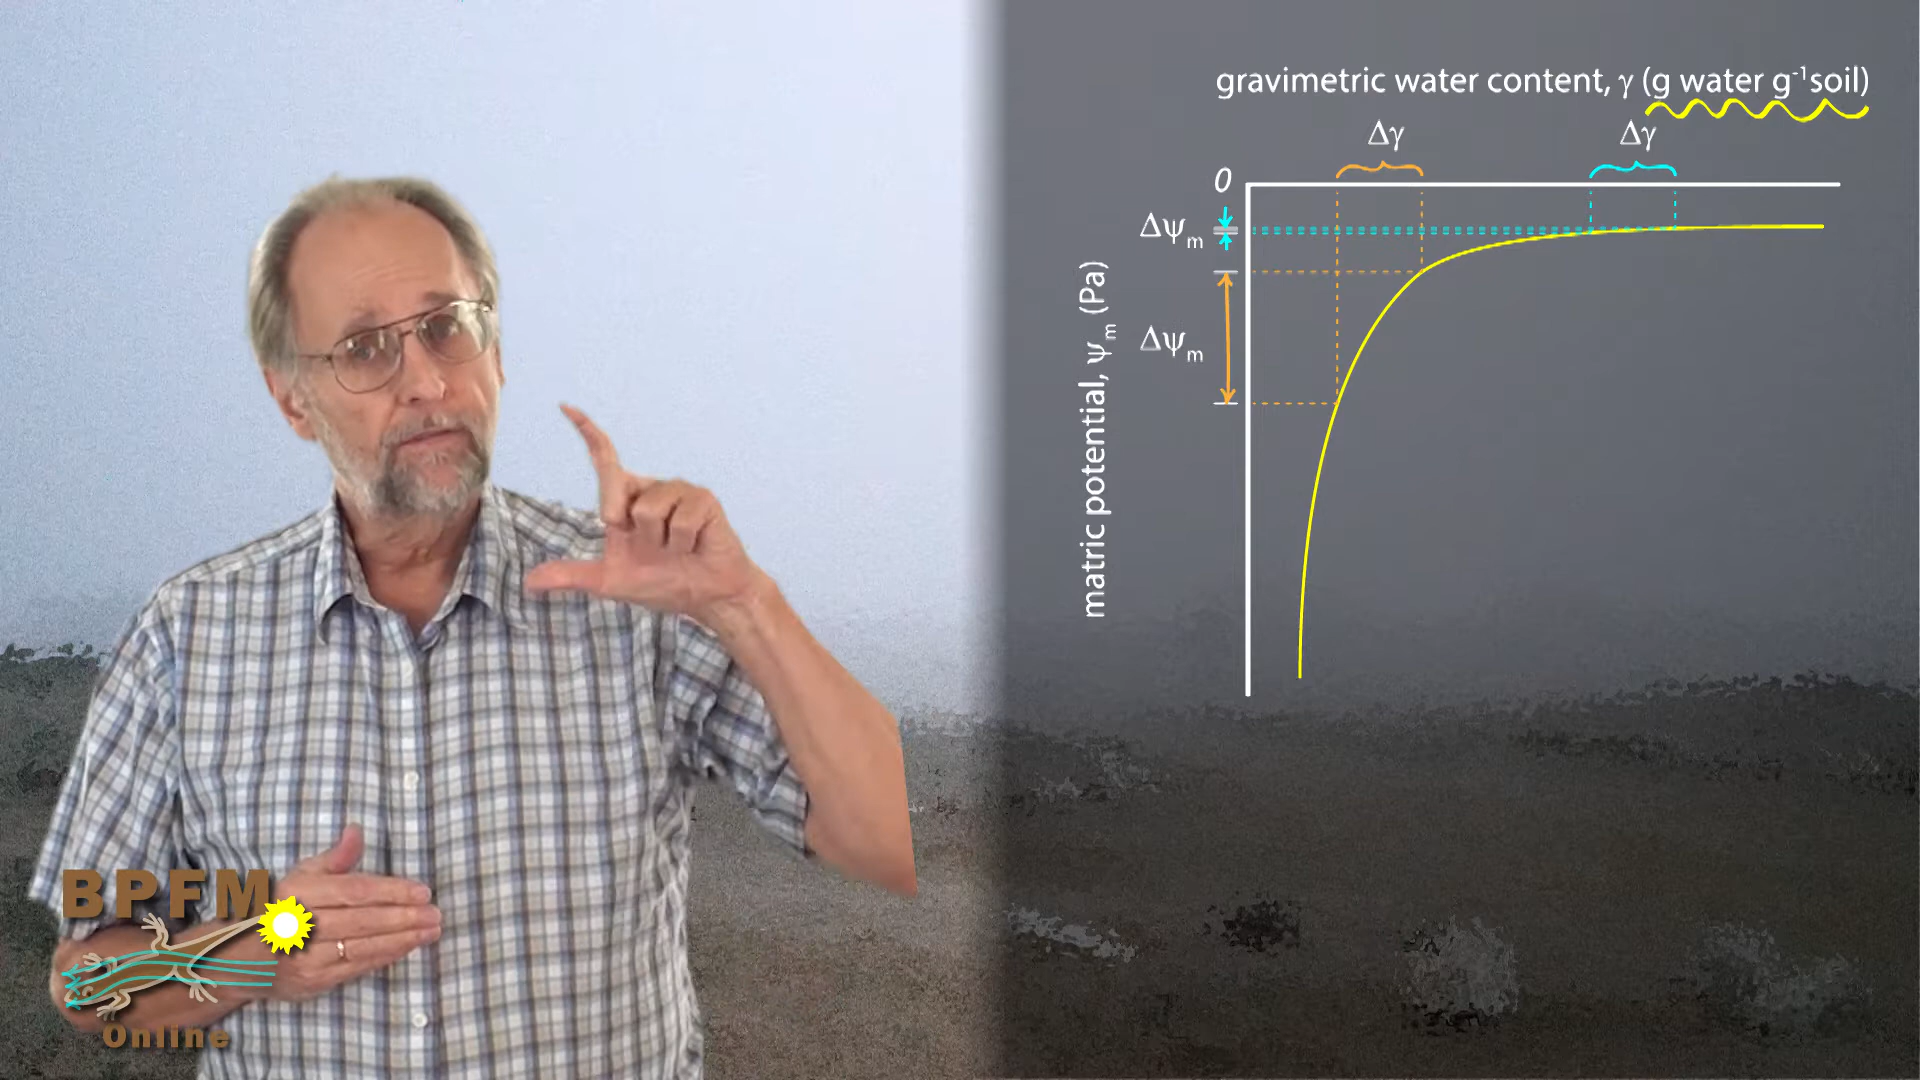 gravimetric water content, γ (g water g⁻¹soil)
Δγ
Δγ
0
Δψm
Δψm
matric potential, ψm (Pa)
BPFM
Online